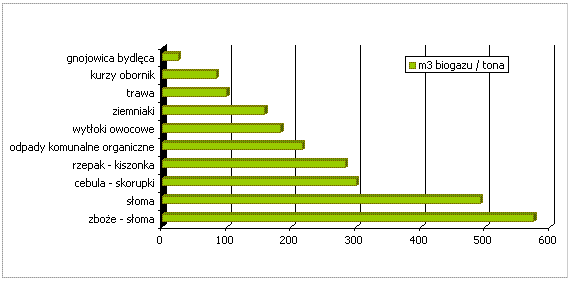 m3 biogazu / tona
gnojowica bydlęca
kurzy obornik
trawa
ziemniaki
wytłoki owocowe
odpady komunalne organiczne
rzepak - kiszonka
cebula - skorupki
słoma
zboże - słoma
0 100 200 300 400 500 600